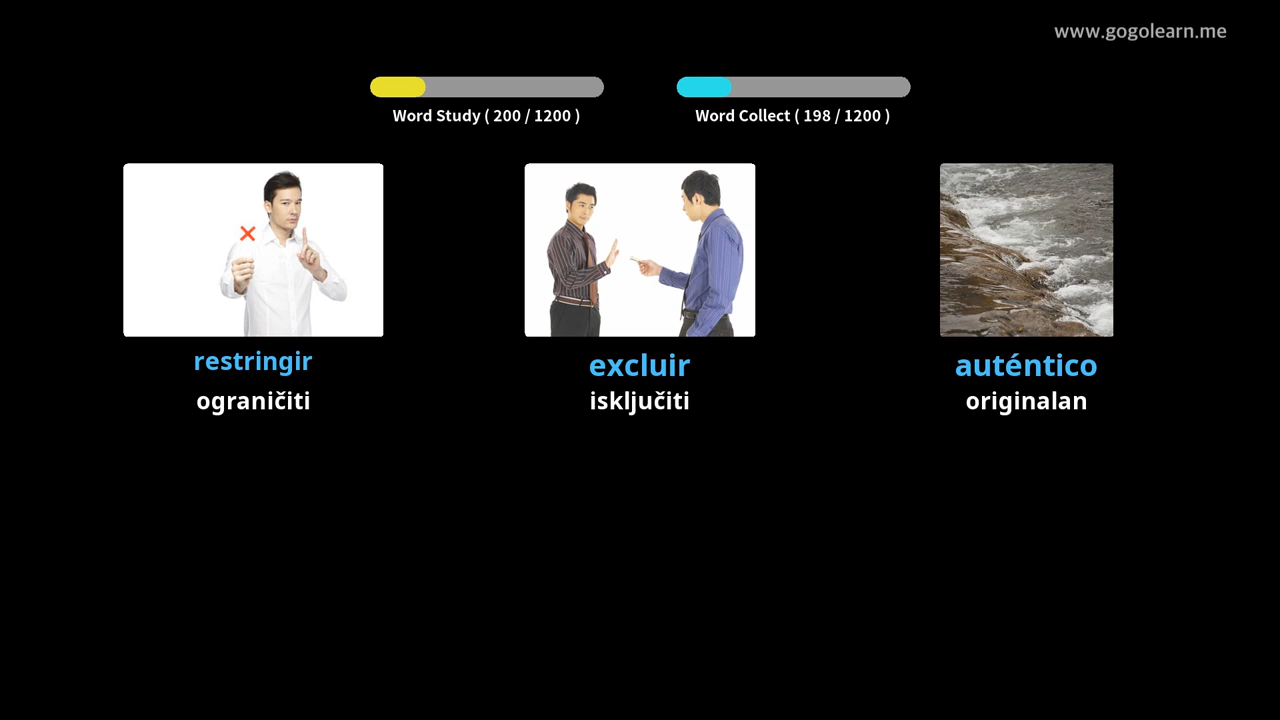 www.gogolearn.me
Word Study ( 200 / 1200 )
Word Collect ( 198 / 1200 )
restringir
ograničiti
excluir
isključiti
auténtico
originalan